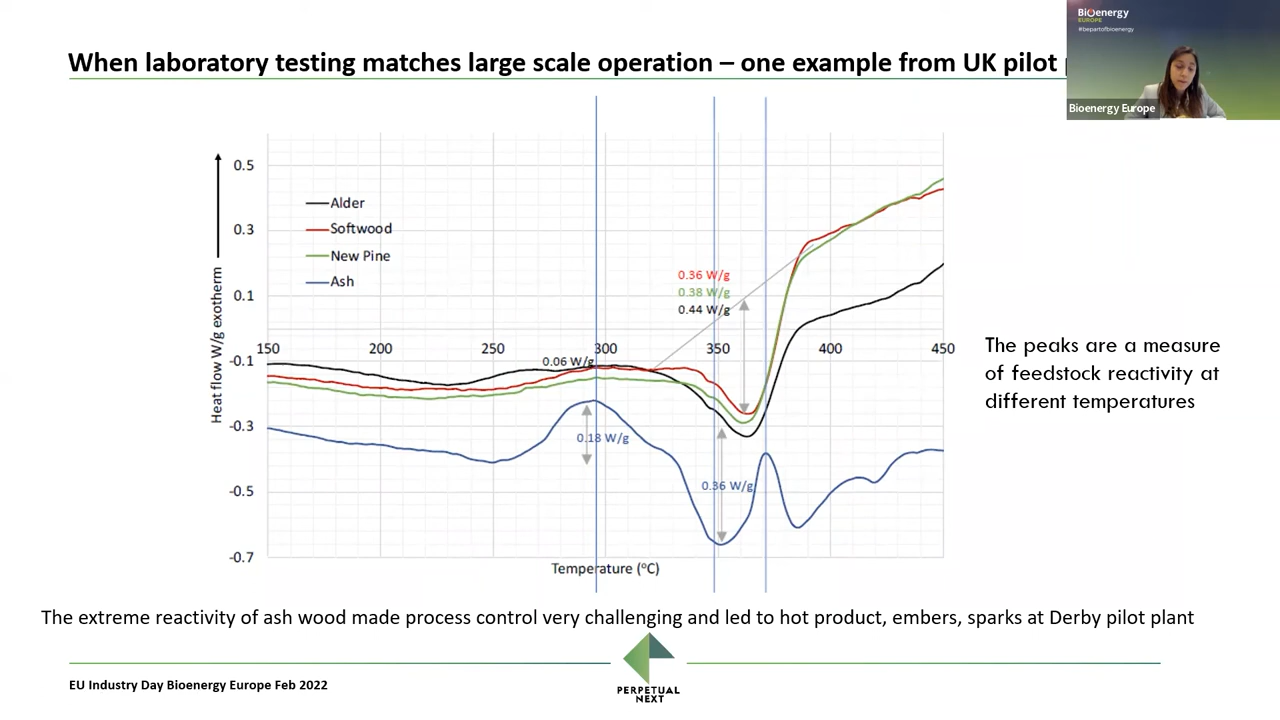 When laboratory testing matches large scale operation – one example from UK pilot
Bioenergy
EUROPE
#bepartofbioenergy
Bioenergy Europe
Heat flow W/g exotherm
0.5
0.3
0.1
-0.1
-0.3
-0.5
-0.7
Alder
Softwood
New Pine
Ash
0.36 W/g
0.38 W/g
0.44 W/g
150 200 250 300 350 400 450
0.06 W/g
0.18 W/g
0.36 W/g
Temperature (°C)
The peaks are a measure
of feedstock reactivity at
different temperatures
The extreme reactivity of ash wood made process control very challenging and led to hot product, embers, sparks at Derby pilot plant
EU Industry Day Bioenergy Europe Feb 2022
PERPETUAL
NEXT